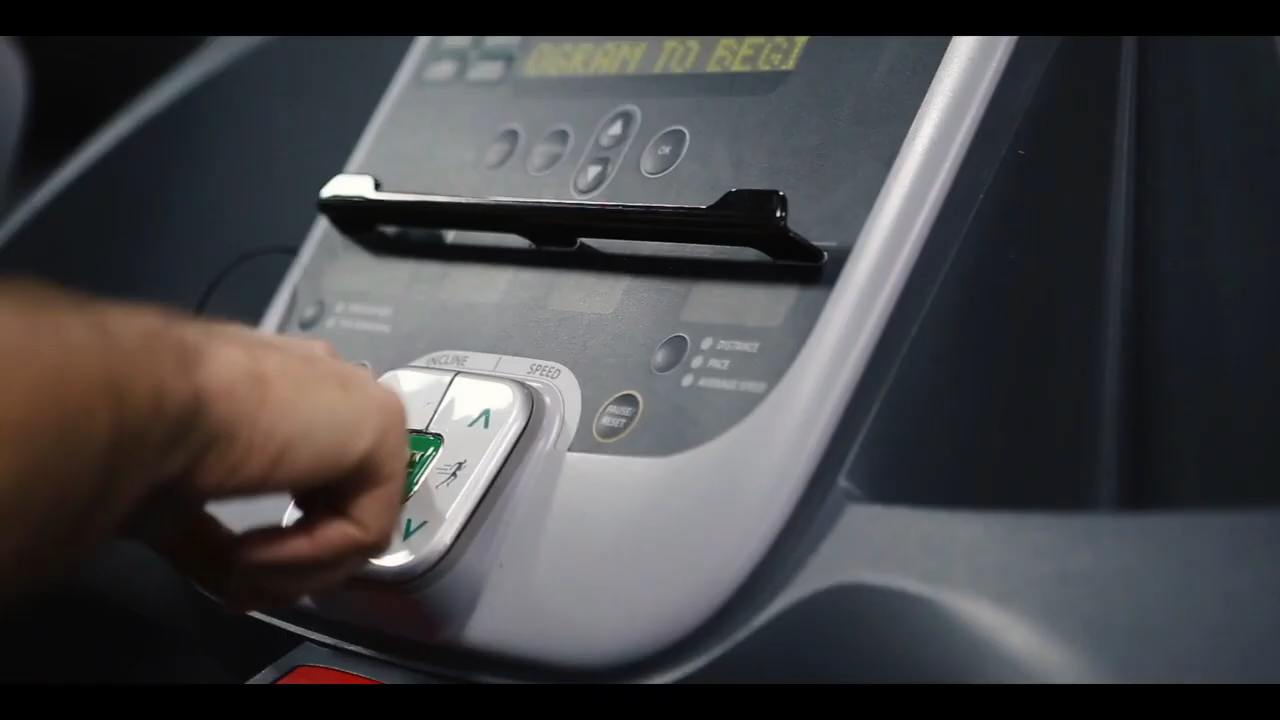 OGRAM TO BEGI
OK
INCLINE
SPEED
DISTANCE
PACE
AVERAGE SPEED
PAUSE/
RESET